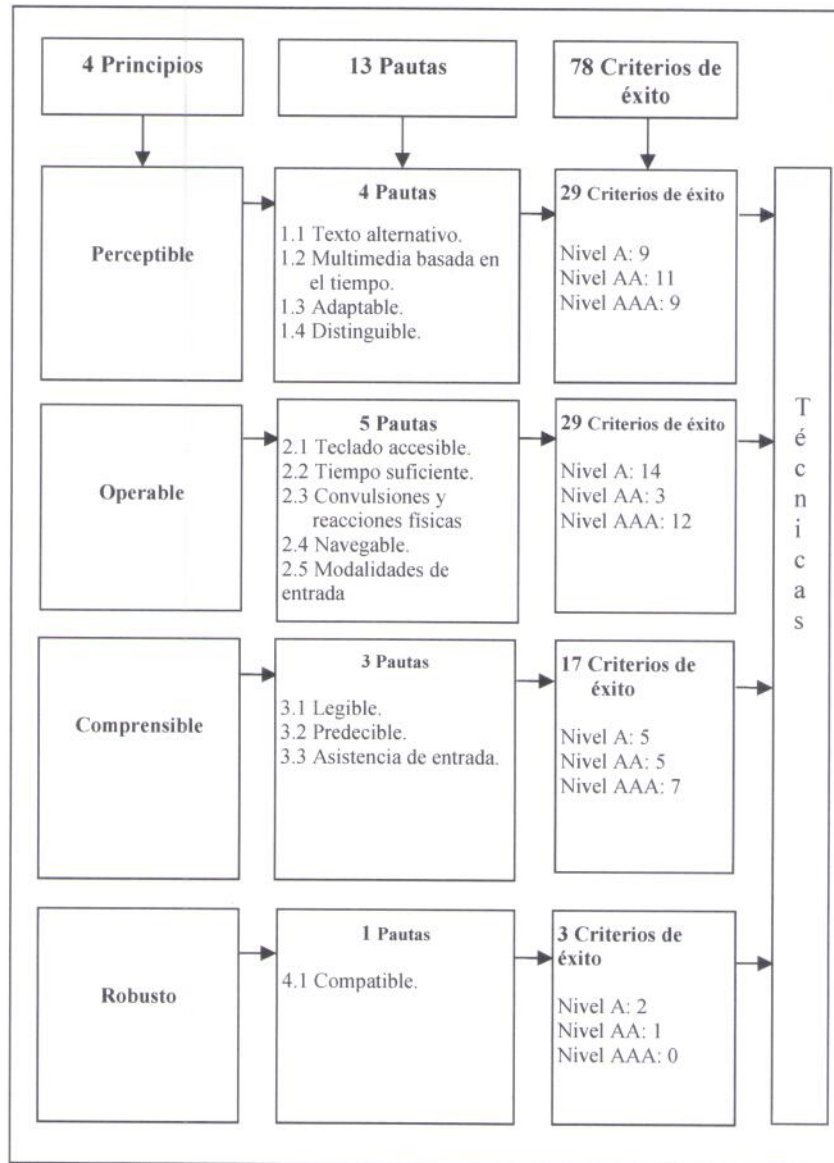 4 Principios
13 Pautas
78 Criterios de
éxito
Perceptible
4 Pautas
1.1 Texto alternativo.
1.2 Multimedia basada en
el tiempo.
1.3 Adaptable.
1.4 Distinguible.
29 Criterios de éxito
Nivel A: 9
Nivel AA: 11
Nivel AAA: 9
Operable
5 Pautas
2.1 Teclado accesible.
2.2 Tiempo suficiente.
2.3 Convulsiones y
reacciones físicas
2.4 Navegable.
2.5 Modalidades de
entrada
29 Criterios de éxito
Nivel A: 14
Nivel AA: 3
Nivel AAA: 12
Comprensible
3 Pautas
3.1 Legible.
3.2 Predecible.
3.3 Asistencia de entrada.
17 Criterios de
éxito
Nivel A: 5
Nivel AA: 5
Nivel AAA: 7
Robusto
1 Pautas
4.1 Compatible.
3 Criterios de
éxito
Nivel A: 2
Nivel AA: 1
Nivel AAA: 0
Técnicas